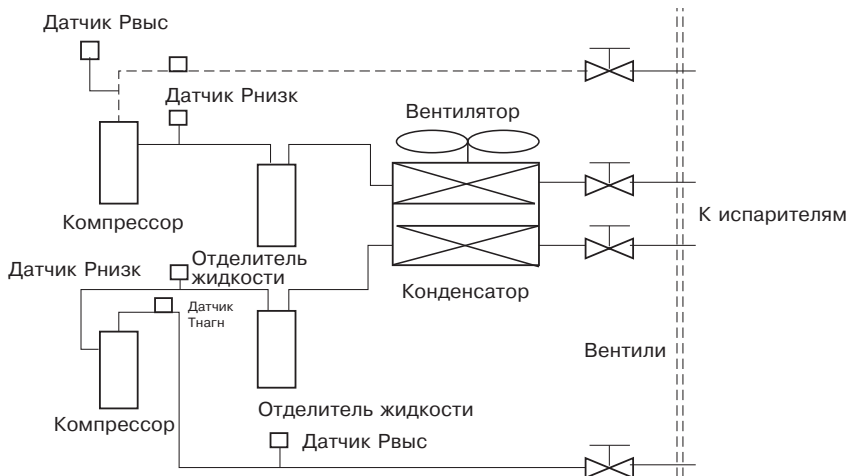 Датчик Рвыс
Датчик Рнизк
Вентилятор
Компрессор
К испарителям
Отделитель
жидкости
Датчик Рнизк
Конденсатор
Датчик
Тнагн
Вентили
Отделитель жидкости
Компрессор
Датчик Рвыс